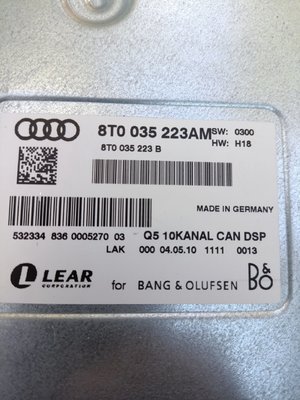 8T0 035 223AM SW: 0300
HW: H18
8T0 035 223 B
MADE IN GERMANY
532334 836 0005270 03 Q5 10KANAL CAN DSP
LAK 000 04.05.10 1111 0013
L LEAR CORPORATION for BANG & OLUFSEN B&O